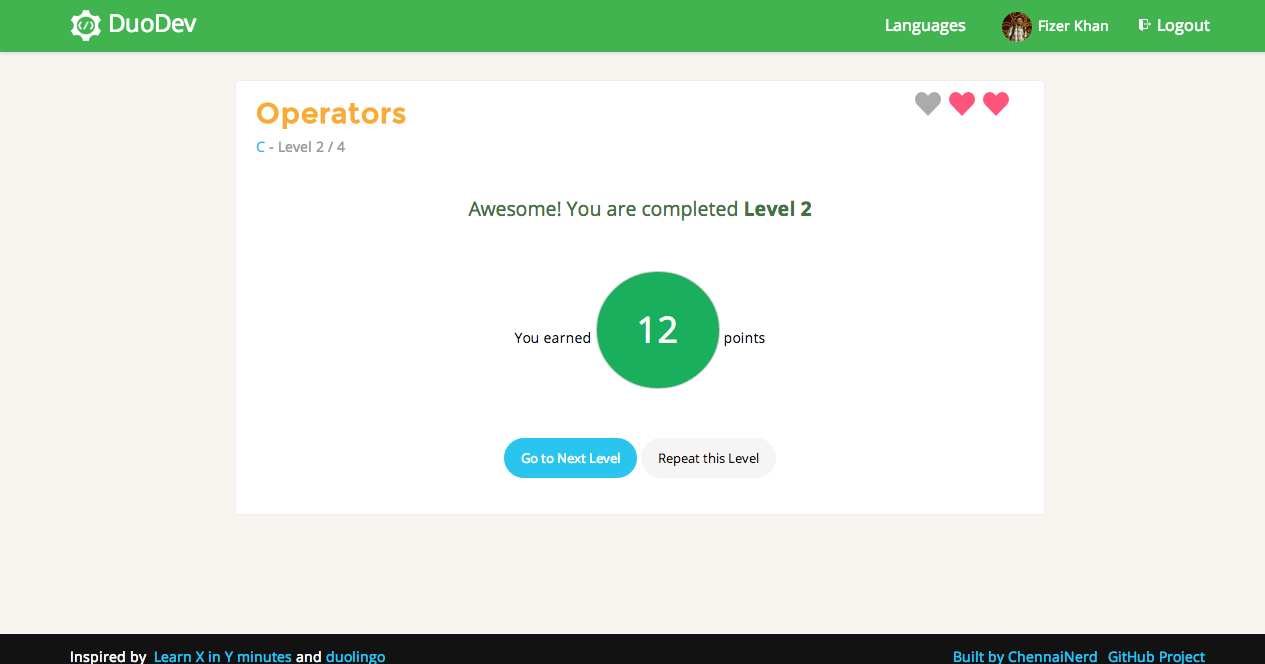 DuoDev
Languages
Fizer Khan
Logout
Operators
C - Level 2 / 4
Awesome! You are completed Level 2
You earned 12 points
Go to Next Level
Repeat this Level
Inspired by Learn X in Y minutes and duolingo
Built by ChennaiNerd GitHub Project